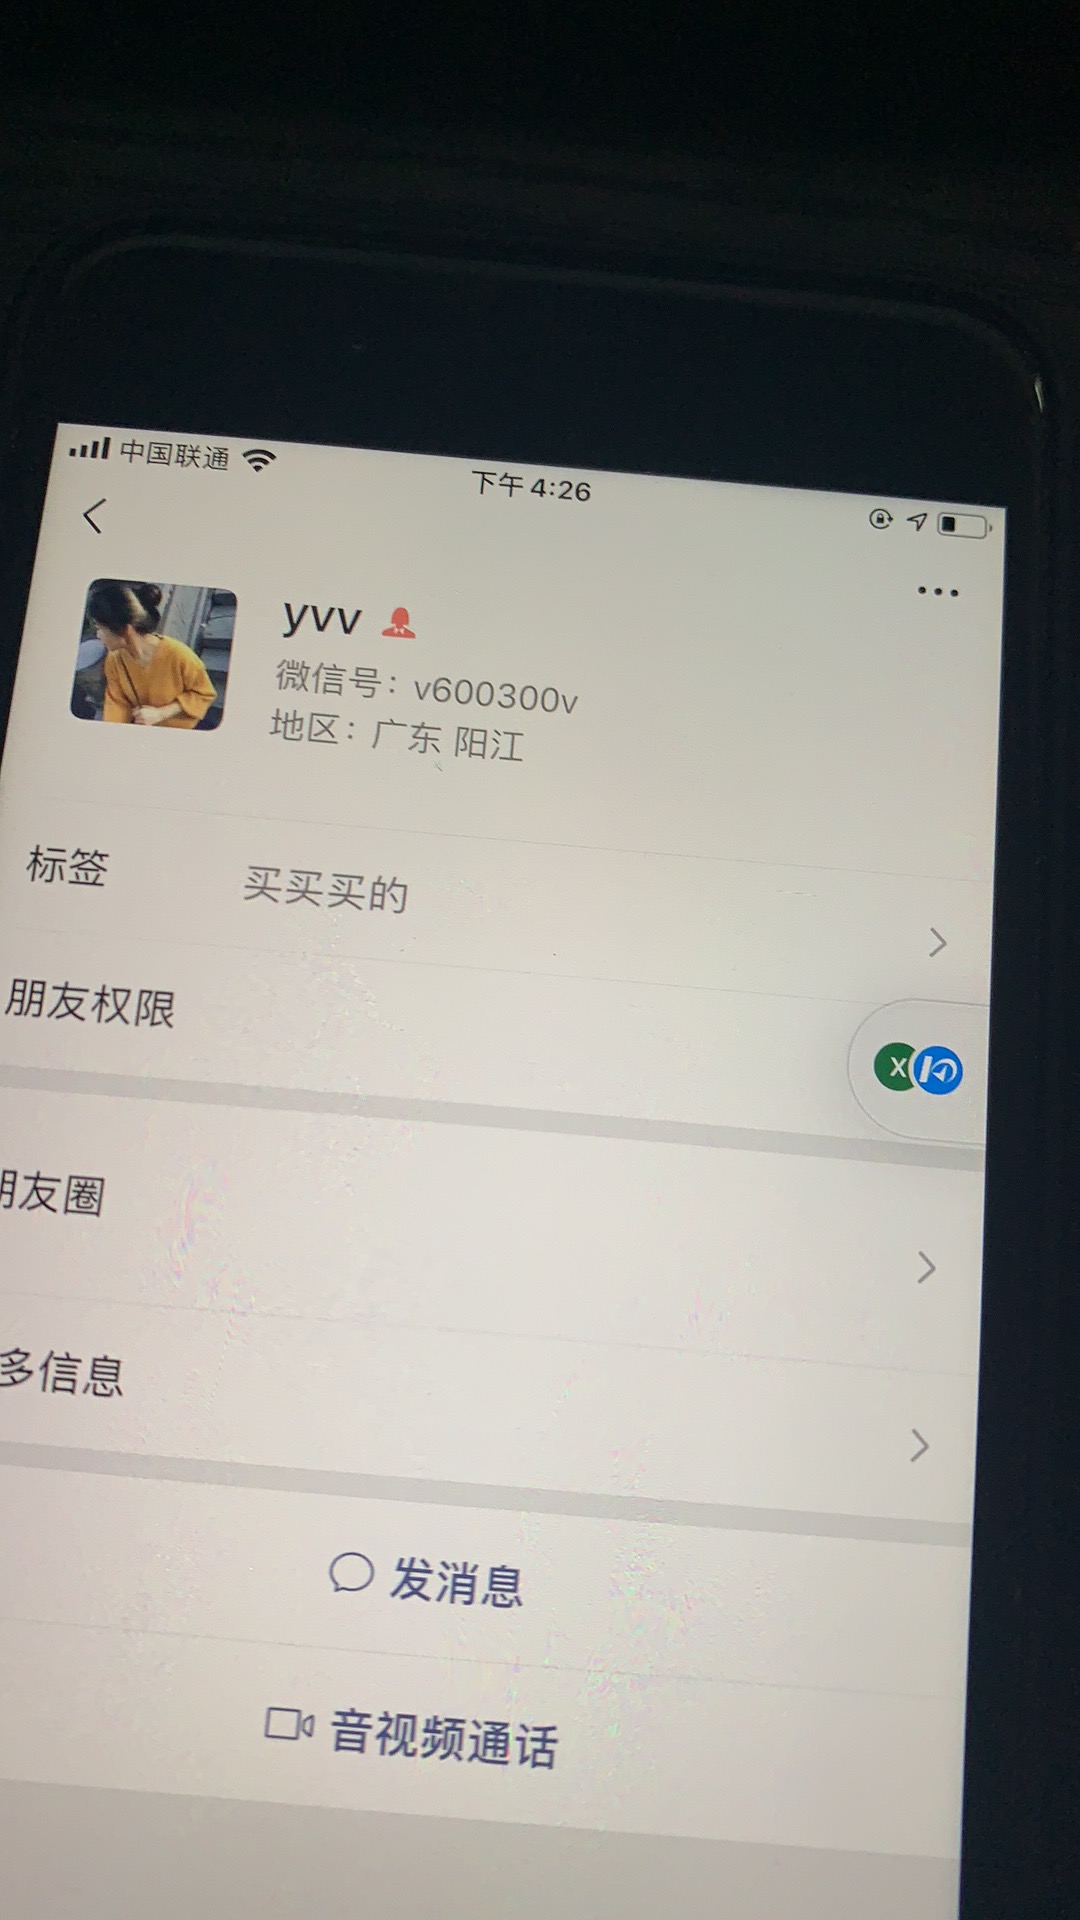 中国联通
下午4:26
yvv
微信号：v600300v
地区：广东 阳江
标签 买买买的
朋友权限
X
朋友圈
多信息
发消息
音视频通话